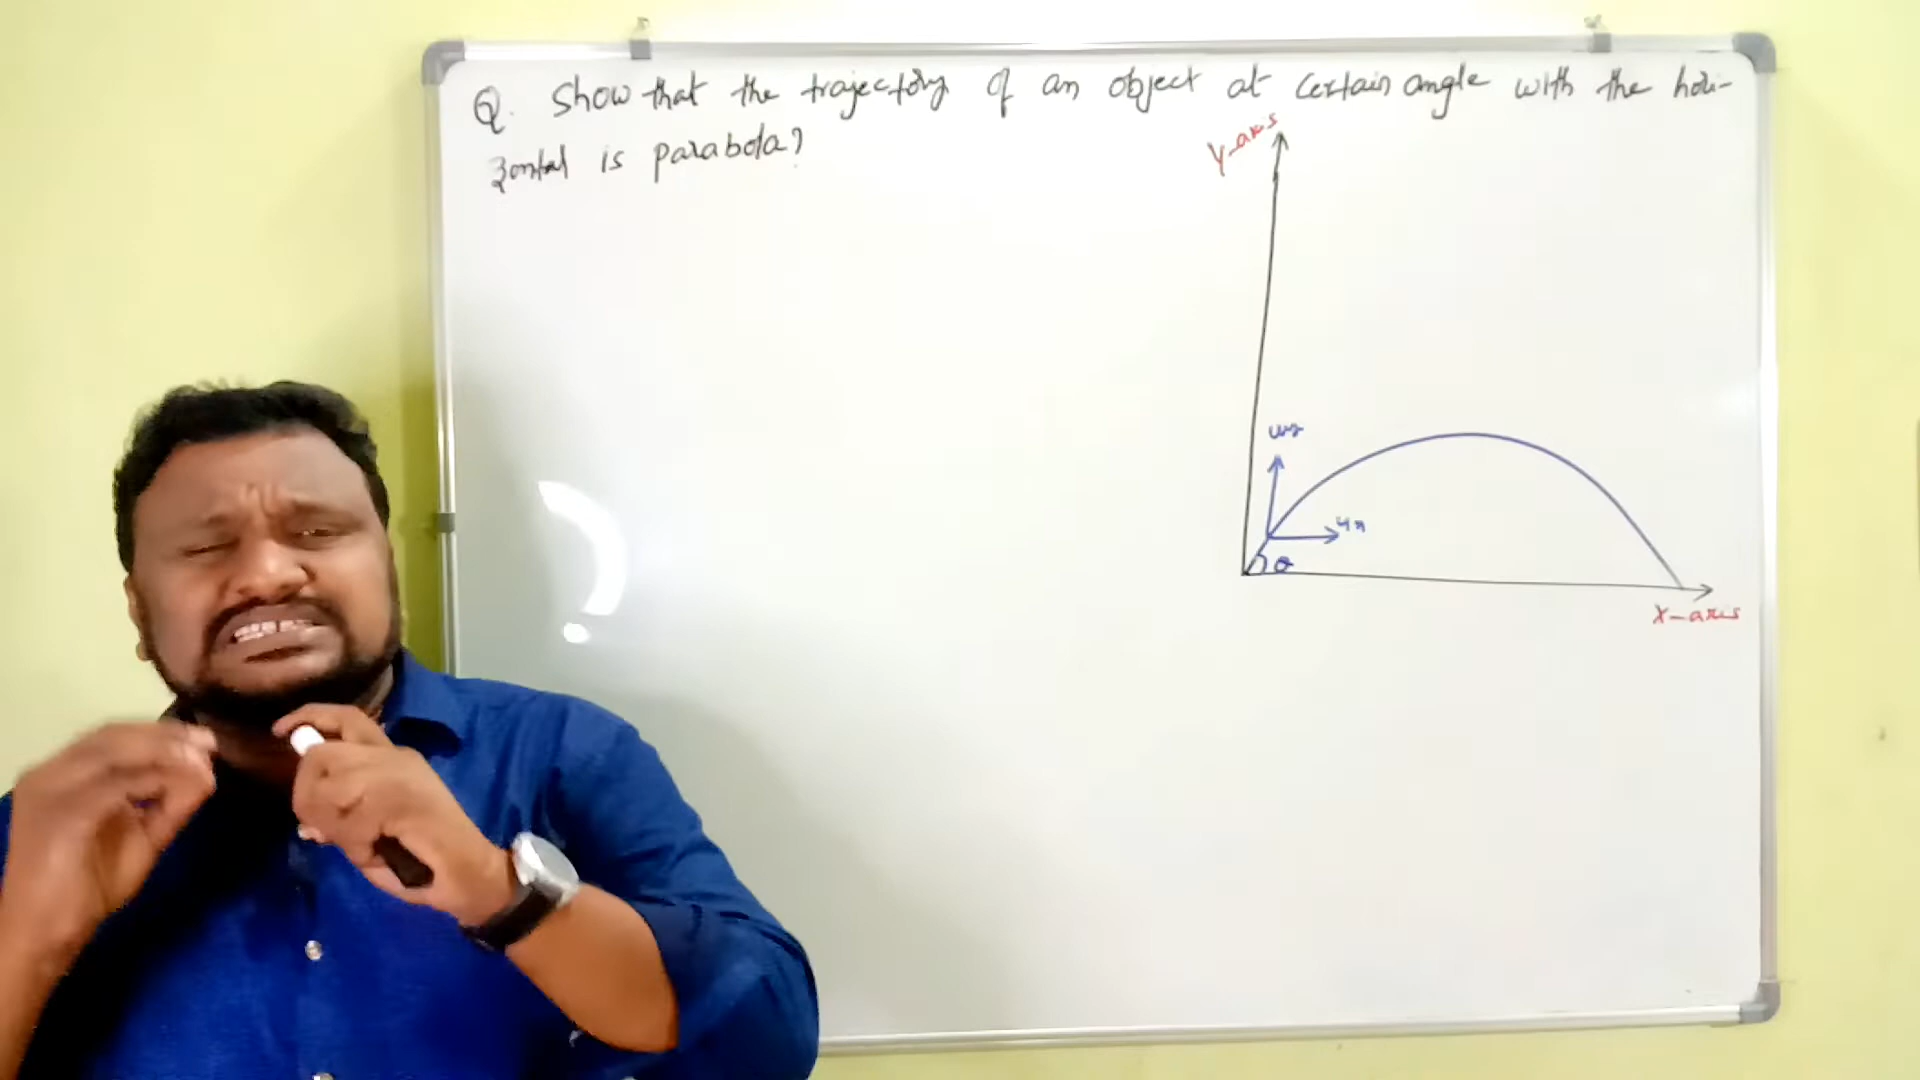 Q. Show that the trajectory of an object at certain angle with the hori-
zontal is parabola?
y-axis
uy
ux
θ
x-axis